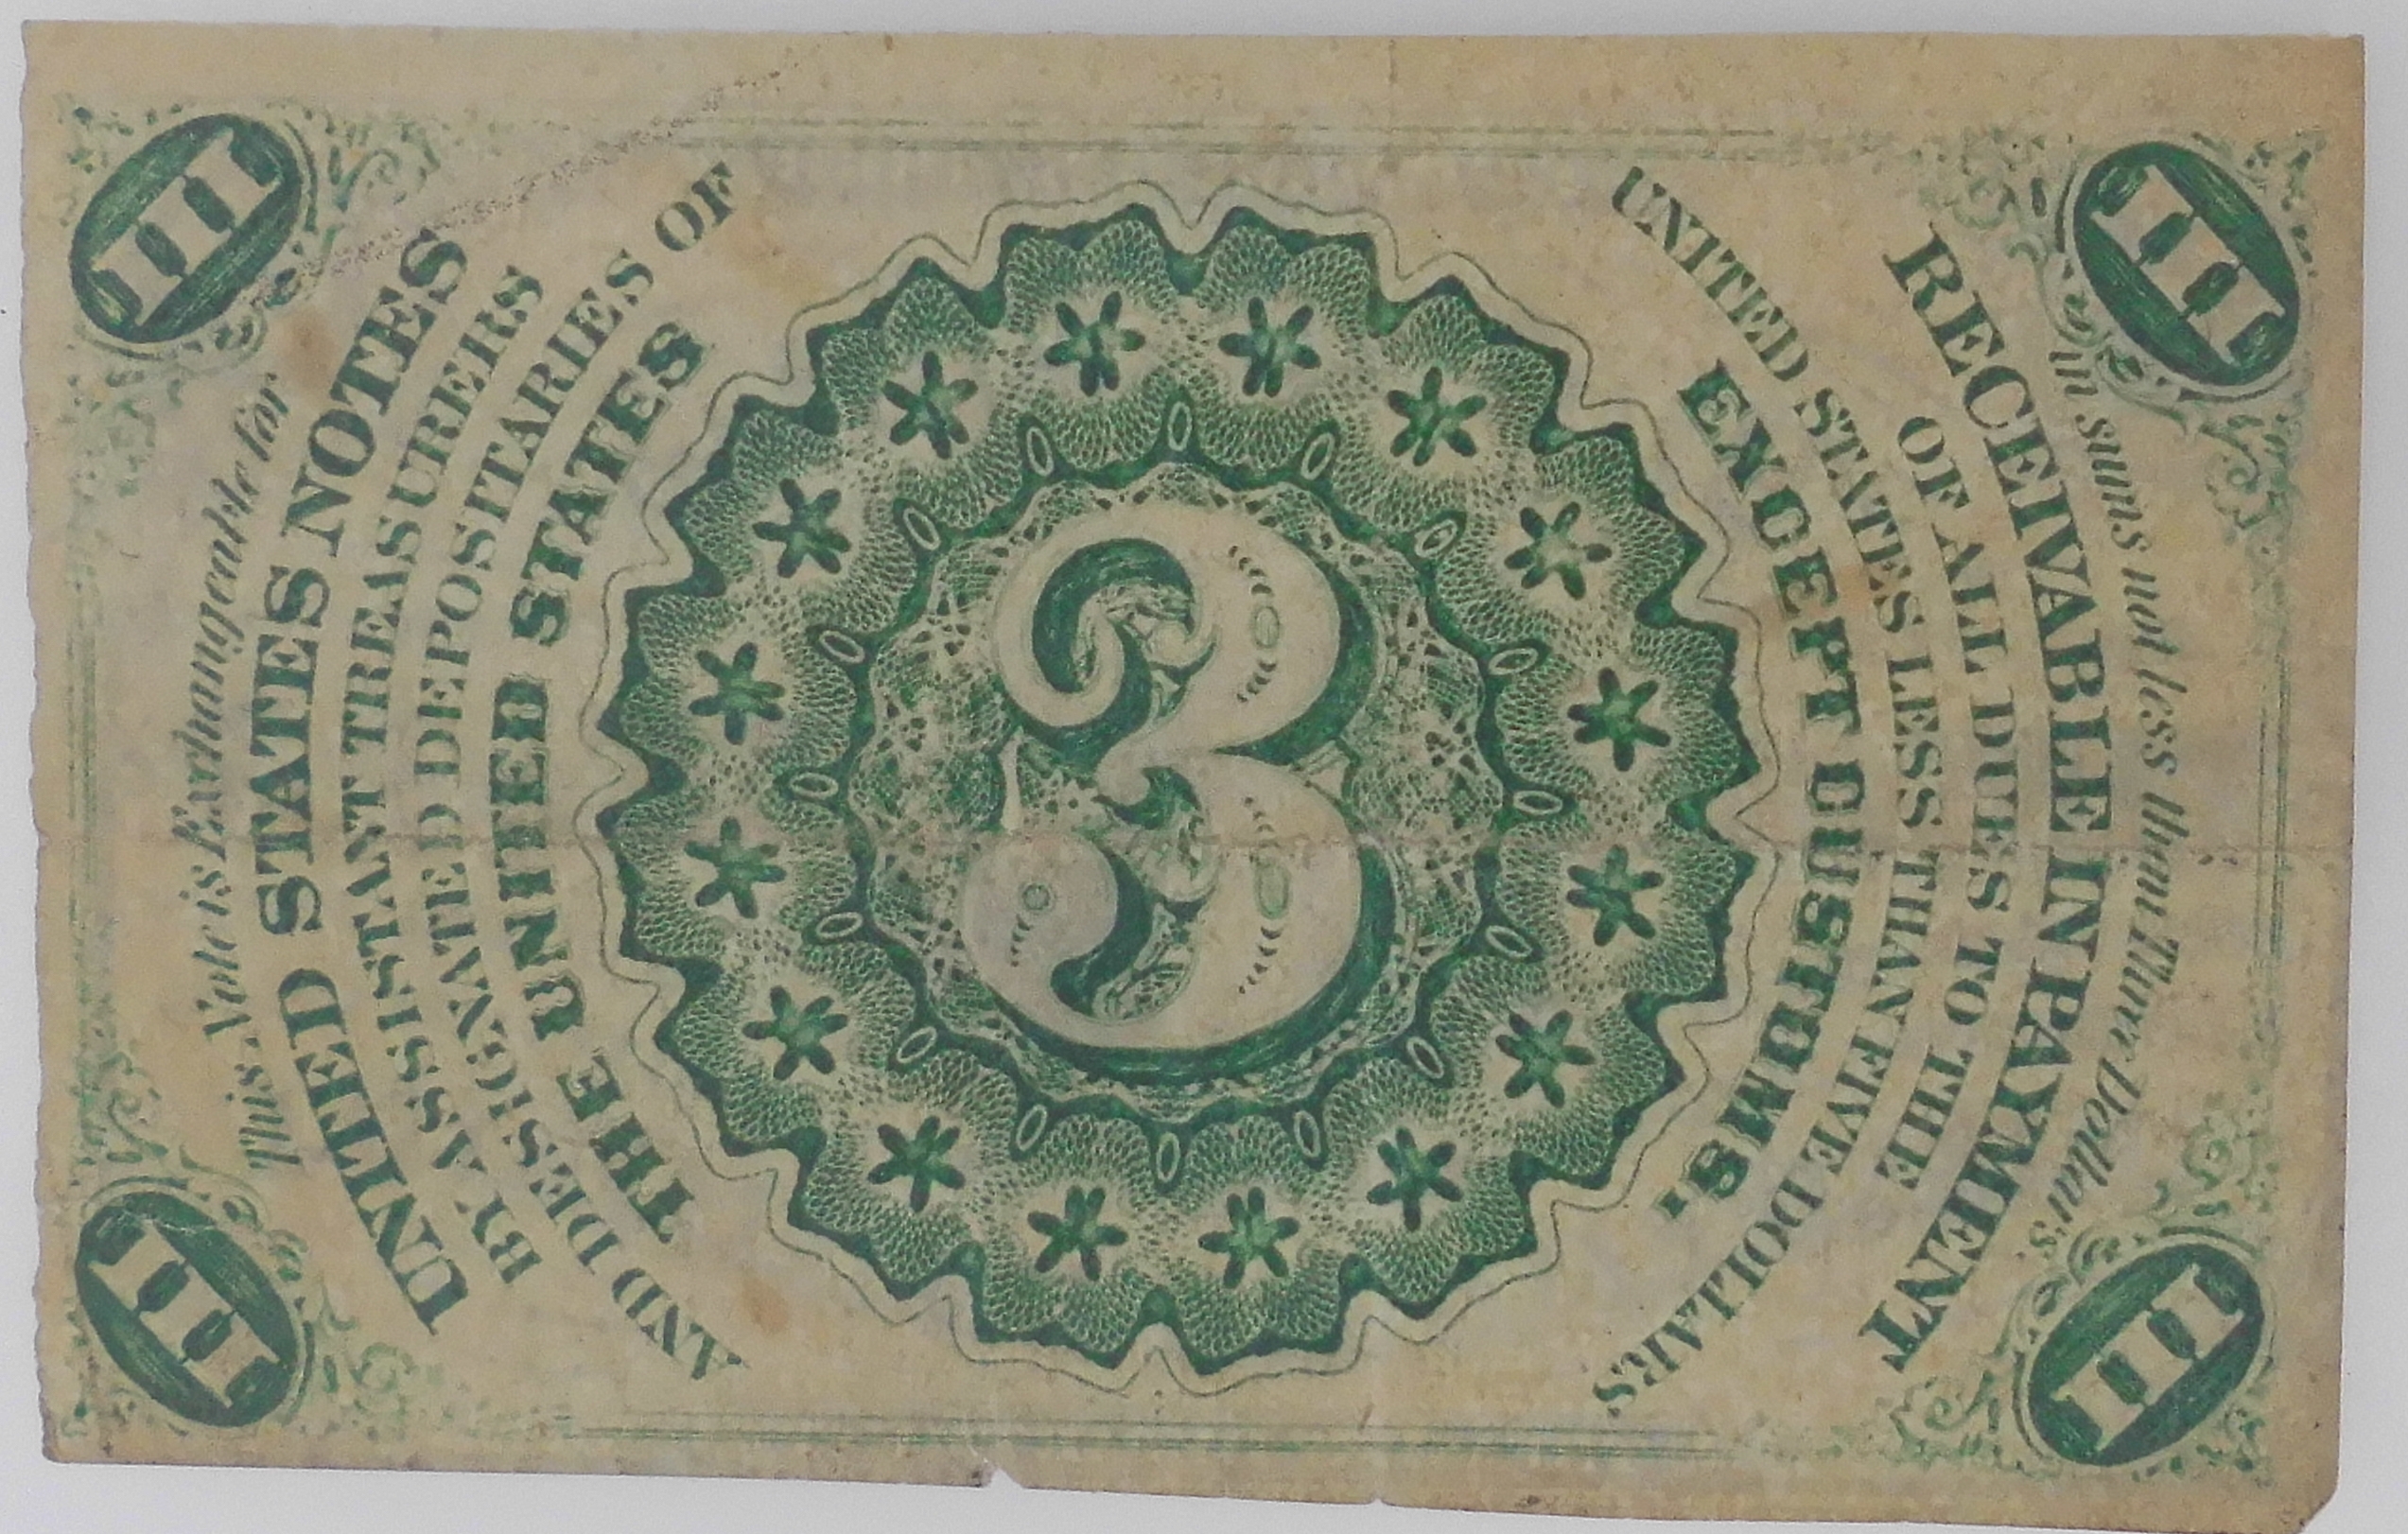 III
III
This Note is Exchangeable for
UNITED STATES NOTES
BY ASSISTANT TREASURERS
AND DESIGNATED DEPOSITARIES OF
THE UNITED STATES
3
in sums not less than Three Dollars.
RECEIVABLE IN PAYMENT
OF ALL DUES TO THE
UNITED STATES LESS THAN FIVE DOLLARS
EXCEPT CUSTOMS.
III
III